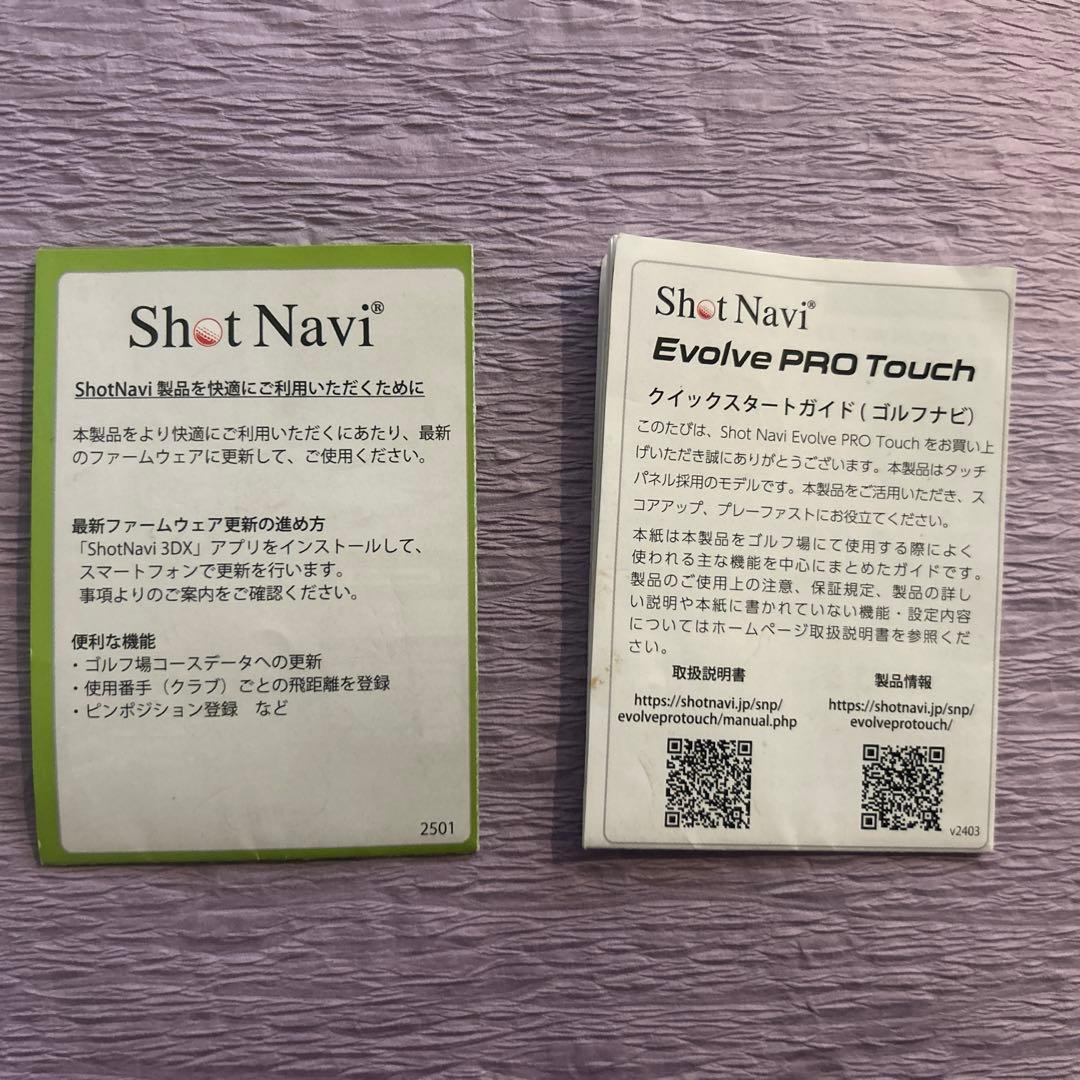 Shot Navi®
ShotNavi 製品を快適にご利用いただくために
本製品をより快適にご利用いただくにあたり、最新
のファームウェアに更新して、ご使用ください。
最新ファームウェア更新の進め方
「ShotNavi 3DX」アプリをインストールして、
スマートフォンで更新を行います。
事項よりのご案内をご確認ください。
便利な機能
・ゴルフ場コースデータへの更新
・使用番手（クラブ）ごとの飛距離を登録
・ピンポジション登録 など
2501
Shot Navi®
Evolve PRO Touch
クイックスタートガイド ( ゴルフナビ）
このたびは、Shot Navi Evolve PRO Touch をお買い上
げいただき誠にありがとうございます。本製品はタッチ
パネル採用のモデルです。本製品をご活用いただき、ス
コアアップ、プレーファストにお役立てください。
本紙は本製品をゴルフ場にて使用する際によく
使われる主な機能を中心にまとめたガイドです。
製品のご使用上の注意、保証規定、製品の詳し
い説明や本紙に書かれていない機能・設定内容
についてはホームページ取扱説明書を参照くだ
さい。
取扱説明書
https://shotnavi.jp/snp/
evolveprotouch/manual.php
製品情報
https://shotnavi.jp/snp/
evolveprotouch/
v2403